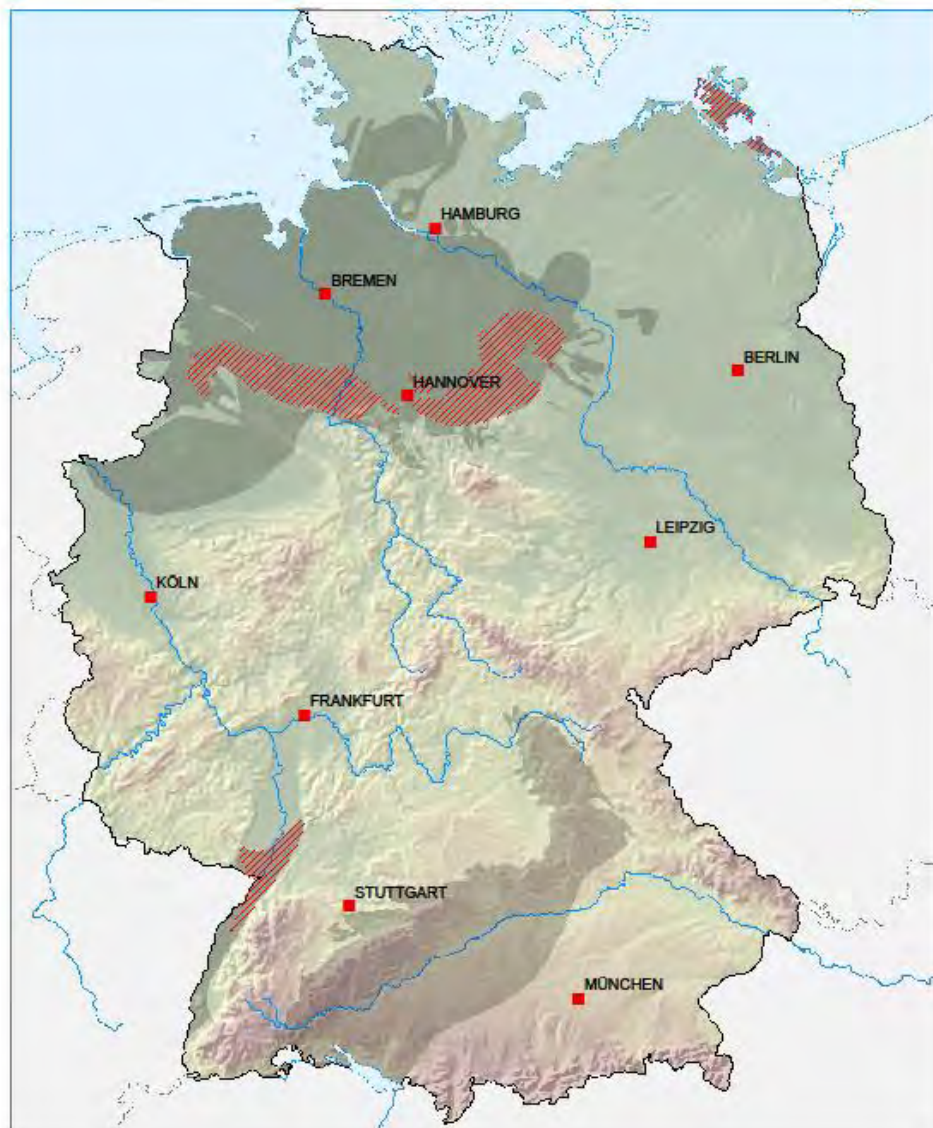 HAMBURG
BREMEN
BERLIN
HANNOVER
LEIPZIG
KÖLN
FRANKFURT
STUTTGART
MÜNCHEN